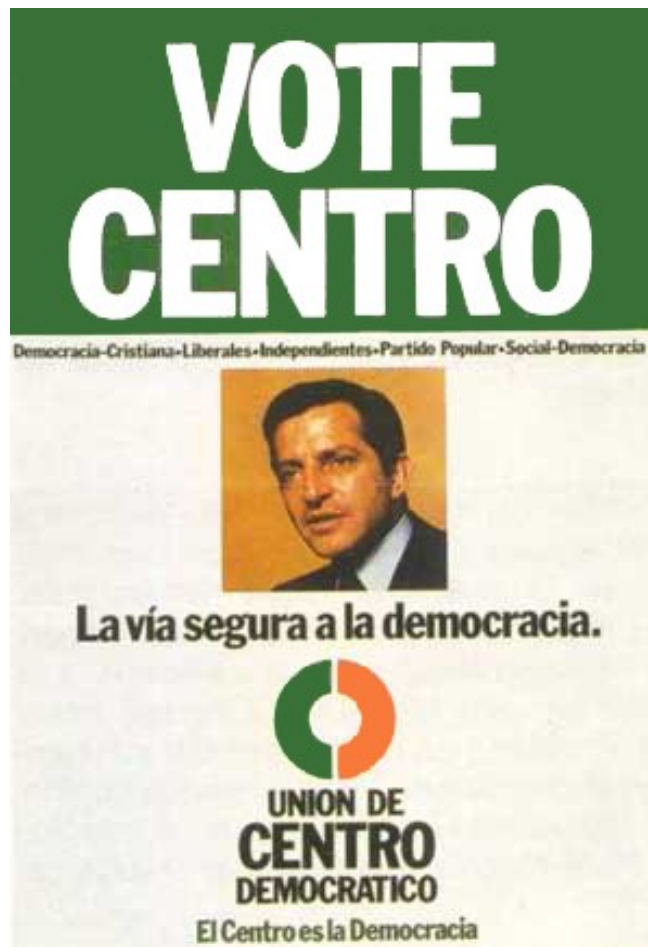 VOTE
CENTRO
Democracia-Cristiana•Liberales•Independientes•Partido Popular•Social-Democracia
La vía segura a la democracia.
UNION DE
CENTRO
DEMOCRATICO
El Centro es la Democracia